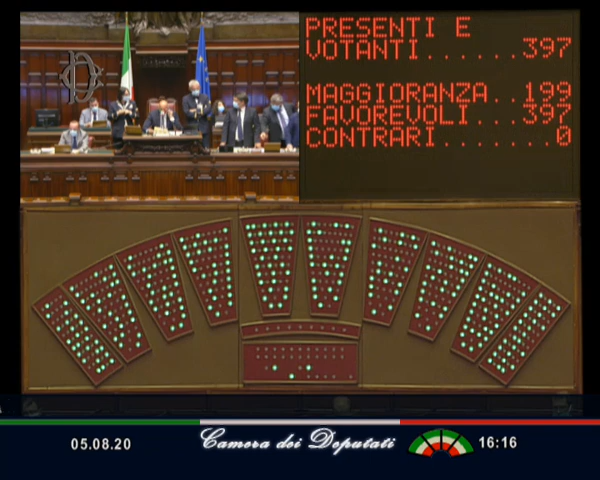 PRESENTI E
VOTANTI......397
MAGGIORANZA..199
FAVOREVOLI...397
CONTRARI.......0
05.08.20
Camera dei Deputati
16:16